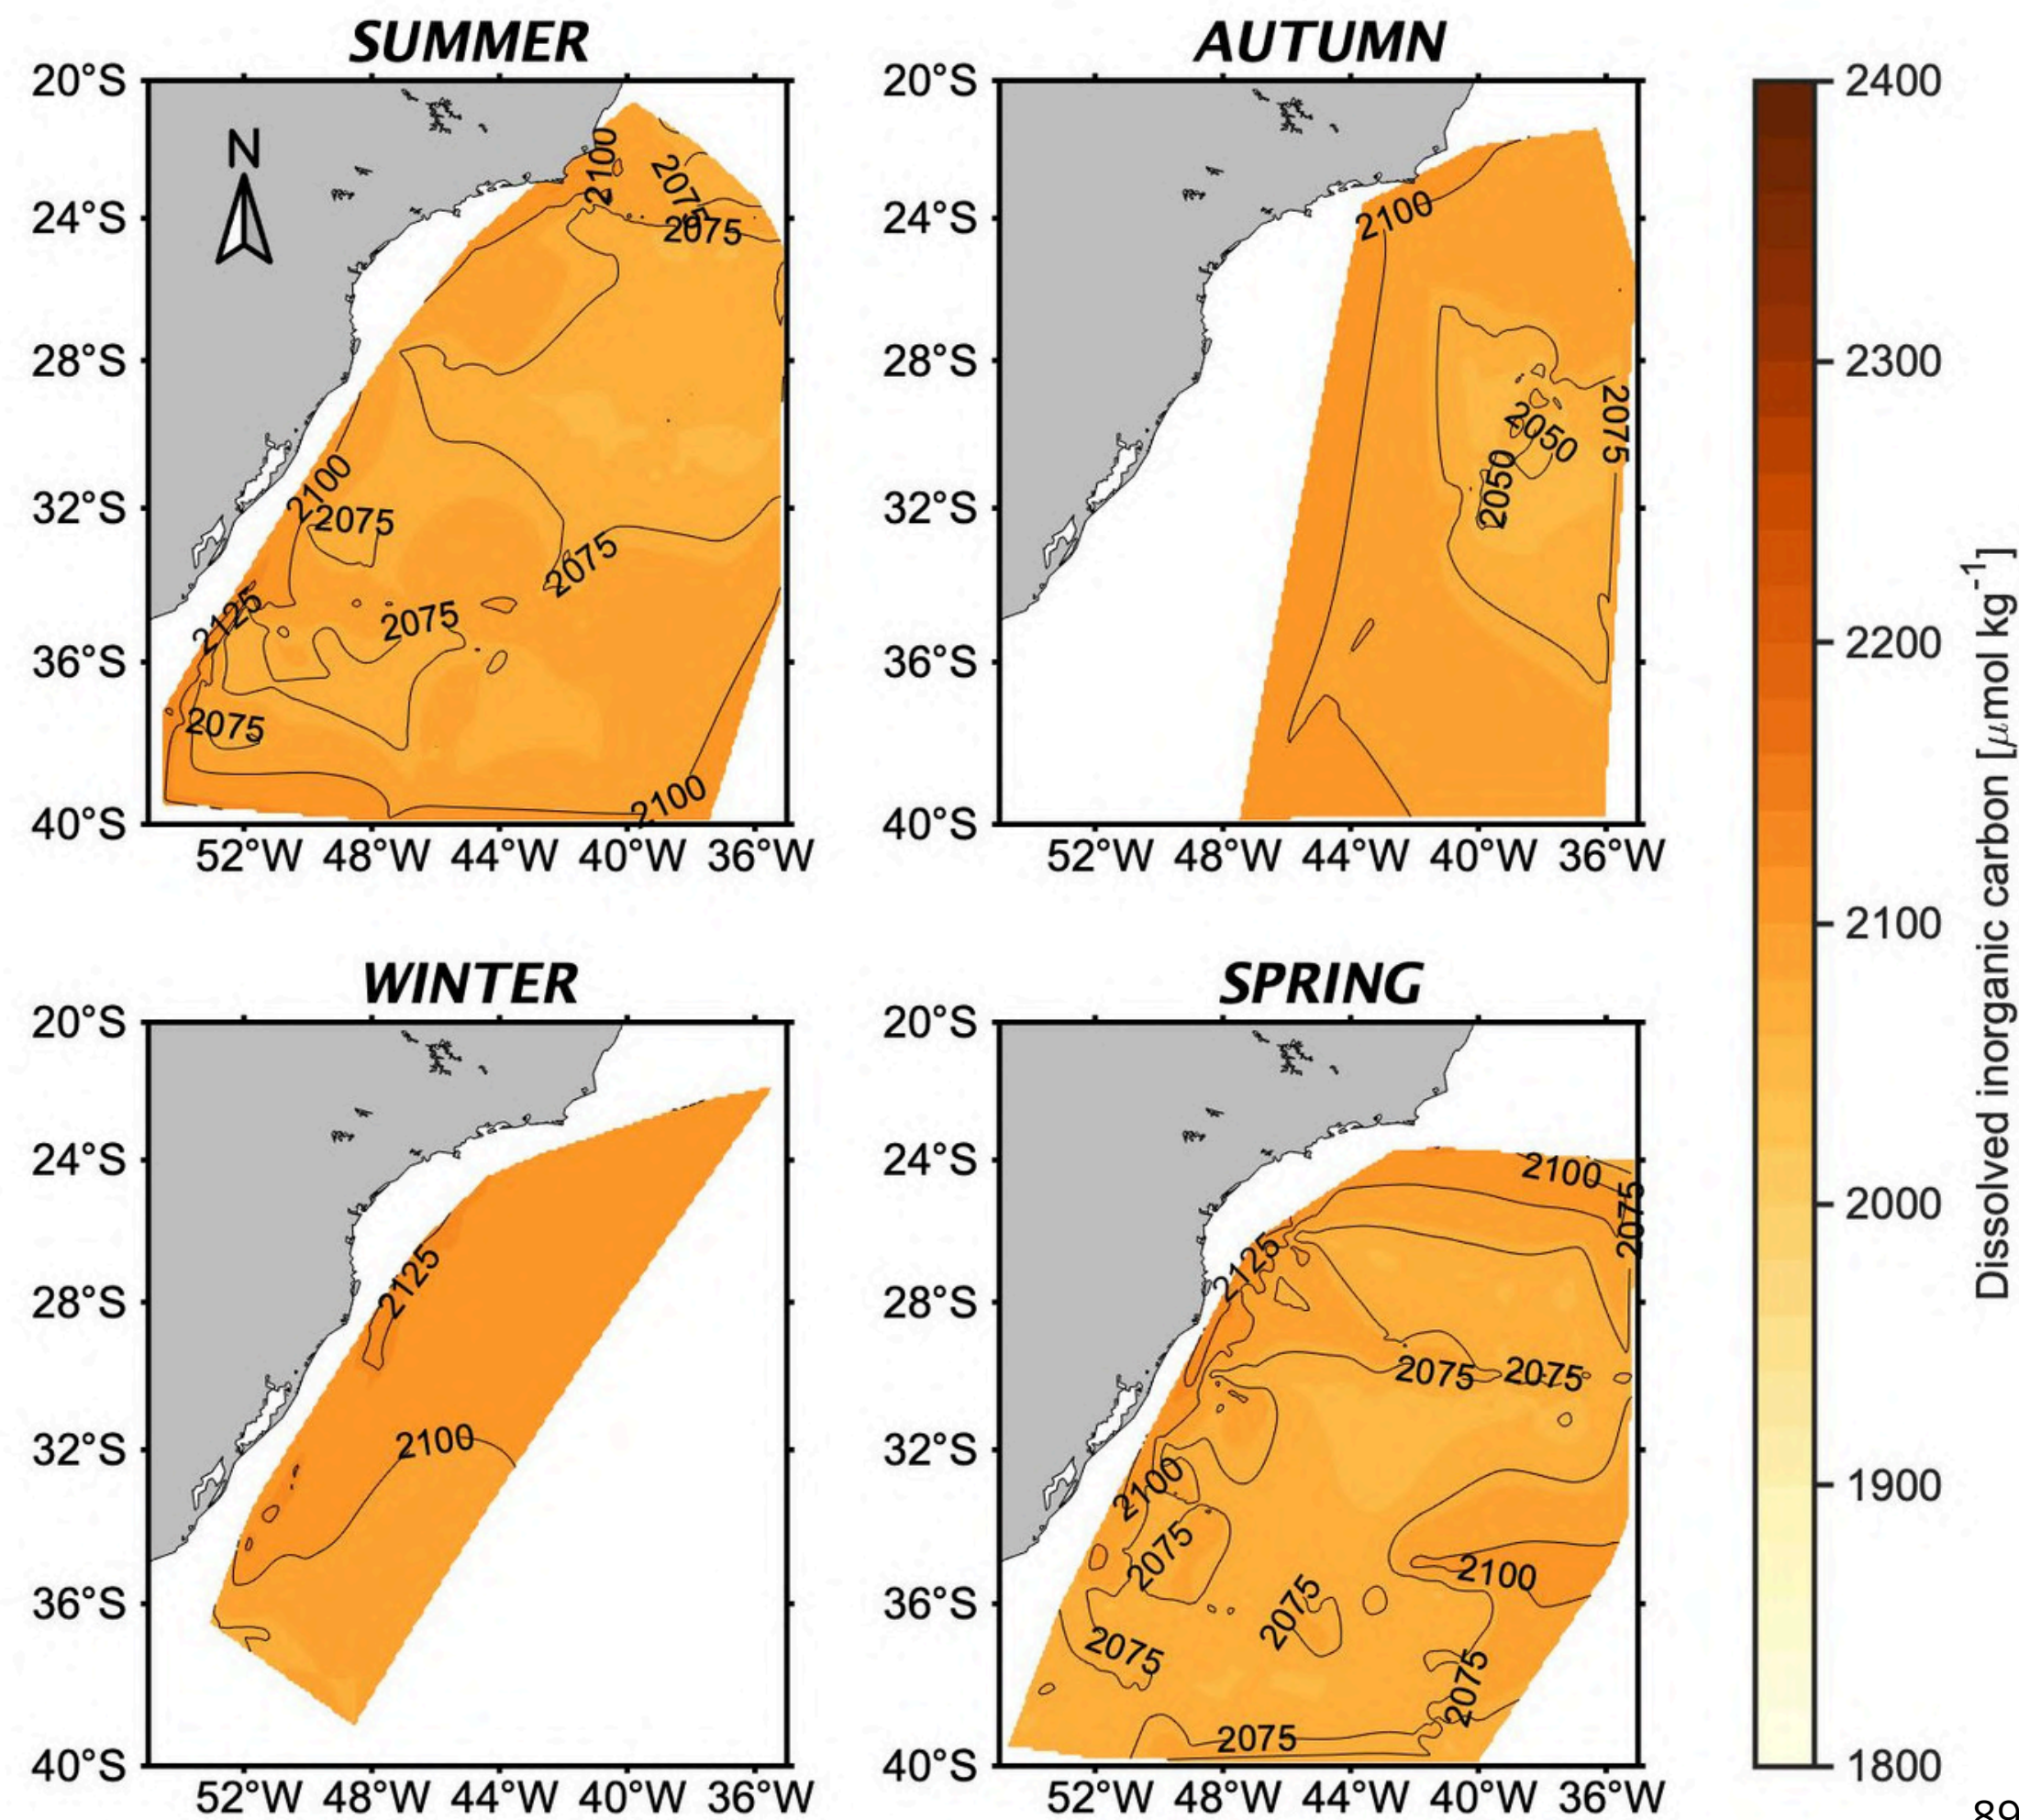 SUMMER
20°S
24°S
28°S
32°S
36°S
40°S
52°W 48°W 44°W 40°W 36°W
N
2100
2075
2075
2100
2075
2075
2125
2075
2075
2100
AUTUMN
20°S
24°S
28°S
32°S
36°S
40°S
52°W 48°W 44°W 40°W 36°W
2100
2050
2050
2075
WINTER
20°S
24°S
28°S
32°S
36°S
40°S
52°W 48°W 44°W 40°W 36°W
2125
2100
SPRING
20°S
24°S
28°S
32°S
36°S
40°S
52°W 48°W 44°W 40°W 36°W
2100
2075
2125
2075
2075
2100
2075
2100
2075
2075
2075
2075
2400
2300
2200
2100
2000
1900
1800
Dissolved inorganic carbon [μmol kg⁻¹]
89